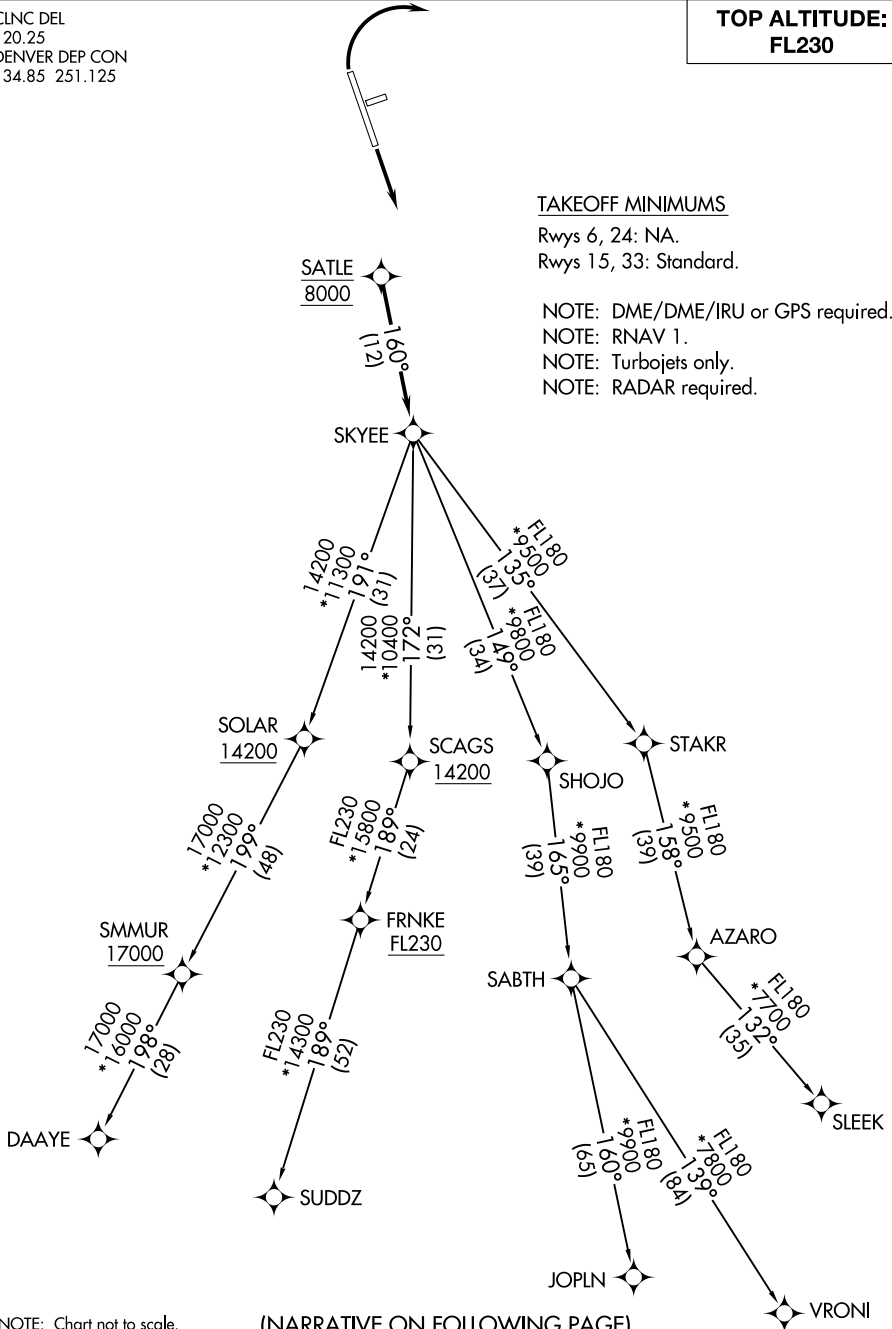 CLNC DEL
20.25
DENVER DEP CON
34.85 251.125
TOP ALTITUDE:
FL230
TAKEOFF MINIMUMS
Rwys 6, 24: NA.
Rwys 15, 33: Standard.
NOTE: DME/DME/IRU or GPS required.
NOTE: RNAV 1.
NOTE: Turbojets only.
NOTE: RADAR required.
SATLE
8000
160°
(12)
SKYEE
14200
*11300
191°
(31)
14200
*10400
172°
(31)
FL180
*9800
149°
(34)
FL180
*9500
135°
(37)
SOLAR
14200
SCAGS
14200
SHOJO
STAKR
17000
*12300
199°
(48)
FL230
*15800
189°
(24)
FL180
*9900
165°
(39)
FL180
*9500
158°
(39)
SMMUR
17000
FRNKE
FL230
SABTH
AZARO
17000
*16000
198°
(28)
FL230
*14300
189°
(52)
FL180
*9900
160°
(65)
FL180
*7800
139°
(84)
FL180
*7700
132°
(35)
DAAYE
SUDDZ
JOPLN
VRONI
SLEEK
NOTE: Chart not to scale.
(NARRATIVE ON FOLLOWING PAGE)